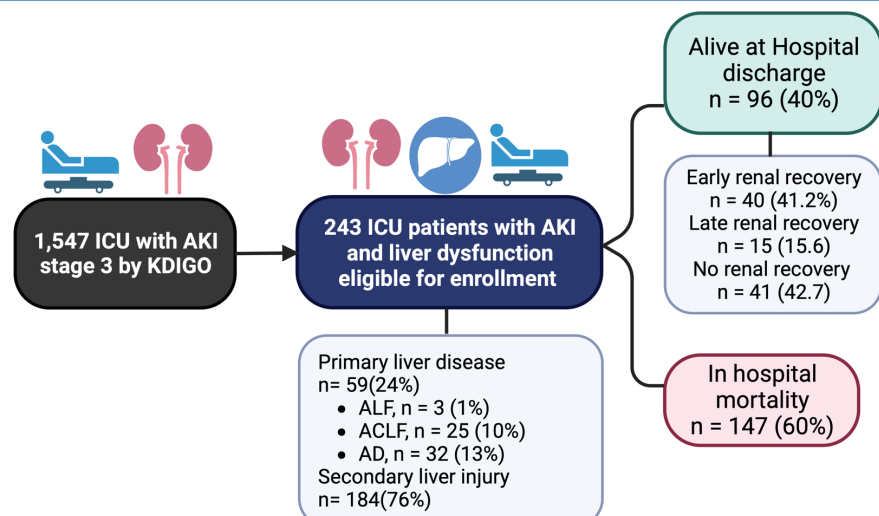 1,547 ICU with AKI
stage 3 by KDIGO
243 ICU patients with AKI
and liver dysfunction
eligible for enrollment
Primary liver disease
n= 59(24%)
• ALF, n = 3 (1%)
• ACLF, n = 25 (10%)
• AD, n = 32 (13%)
Secondary liver injury
n= 184(76%)
Alive at Hospital
discharge
n = 96 (40%)
Early renal recovery
n = 40 (41.2%)
Late renal recovery
n = 15 (15.6)
No renal recovery
n = 41 (42.7)
In hospital
mortality
n = 147 (60%)